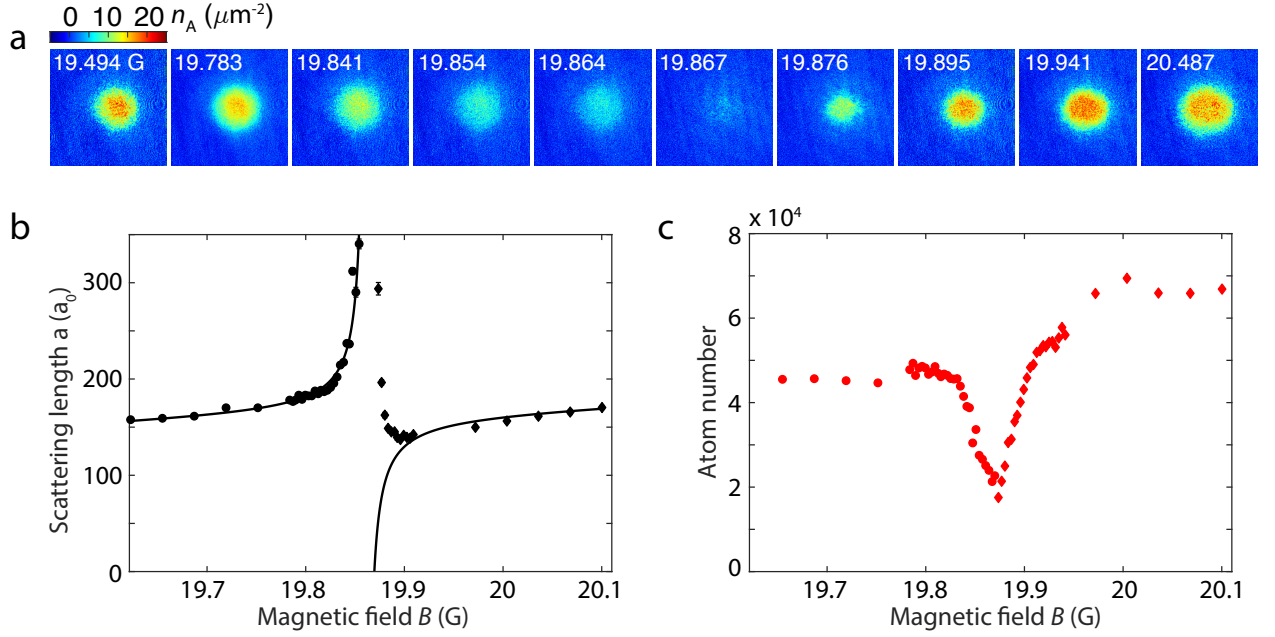 0 10 20 n_A (μm⁻²)
a
19.494 G 19.783 19.841 19.854 19.864 19.867 19.876 19.895 19.941 20.487
b
Scattering length a (a₀)
300
200
100
0
19.7 19.8 19.9 20 20.1
Magnetic field B (G)
c
x 10⁴
Atom number
8
6
4
2
0
19.7 19.8 19.9 20 20.1
Magnetic field B (G)